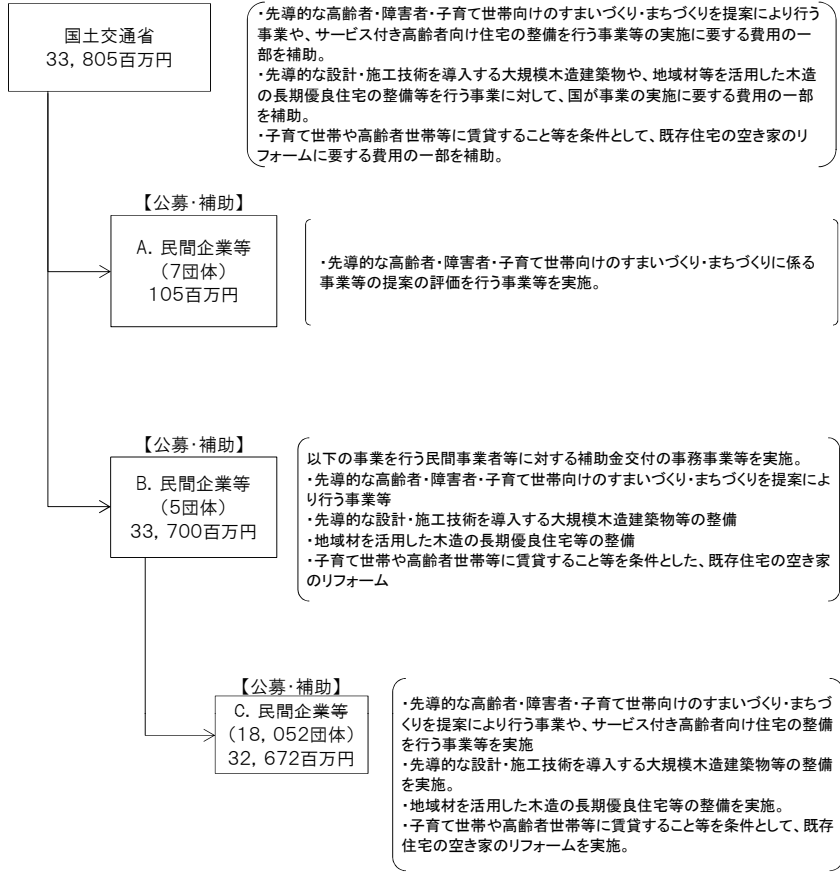 国土交通省
33，805百万円
・先導的な高齢者・障害者・子育て世帯向けのすまいづくり・まちづくりを提案により行う
事業や、サービス付き高齢者向け住宅の整備を行う事業等の実施に要する費用の一
部を補助。
・先導的な設計・施工技術を導入する大規模木造建築物や、地域材等を活用した木造
の長期優良住宅の整備等を行う事業に対して、国が事業の実施に要する費用の一部
を補助。
・子育て世帯や高齢者世帯等に賃貸すること等を条件として、既存住宅の空き家のリ
フォームに要する費用の一部を補助。
【公募・補助】
A．民間企業等
（7団体）
105百万円
・先導的な高齢者・障害者・子育て世帯向けのすまいづくり・まちづくりに係る
事業等の提案の評価を行う事業等を実施。
【公募・補助】
B．民間企業等
（5団体）
33，700百万円
以下の事業を行う民間事業者等に対する補助金交付の事務事業等を実施。
・先導的な高齢者・障害者・子育て世帯向けのすまいづくり・まちづくりを提案によ
り行う事業等
・先導的な設計・施工技術を導入する大規模木造建築物等の整備
・地域材を活用した木造の長期優良住宅等の整備
・子育て世帯や高齢者世帯等に賃貸すること等を条件とした、既存住宅の空き家
のリフォーム
【公募・補助】
C．民間企業等
（18，052団体）
32，672百万円
・先導的な高齢者・障害者・子育て世帯向けのすまいづくり・まちづ
くりを提案により行う事業や、サービス付き高齢者向け住宅の整備
を行う事業等を実施
・先導的な設計・施工技術を導入する大規模木造建築物等の整備
を実施。
・地域材を活用した木造の長期優良住宅等の整備を実施。
・子育て世帯や高齢者世帯等に賃貸すること等を条件として、既存
住宅の空き家のリフォームを実施。